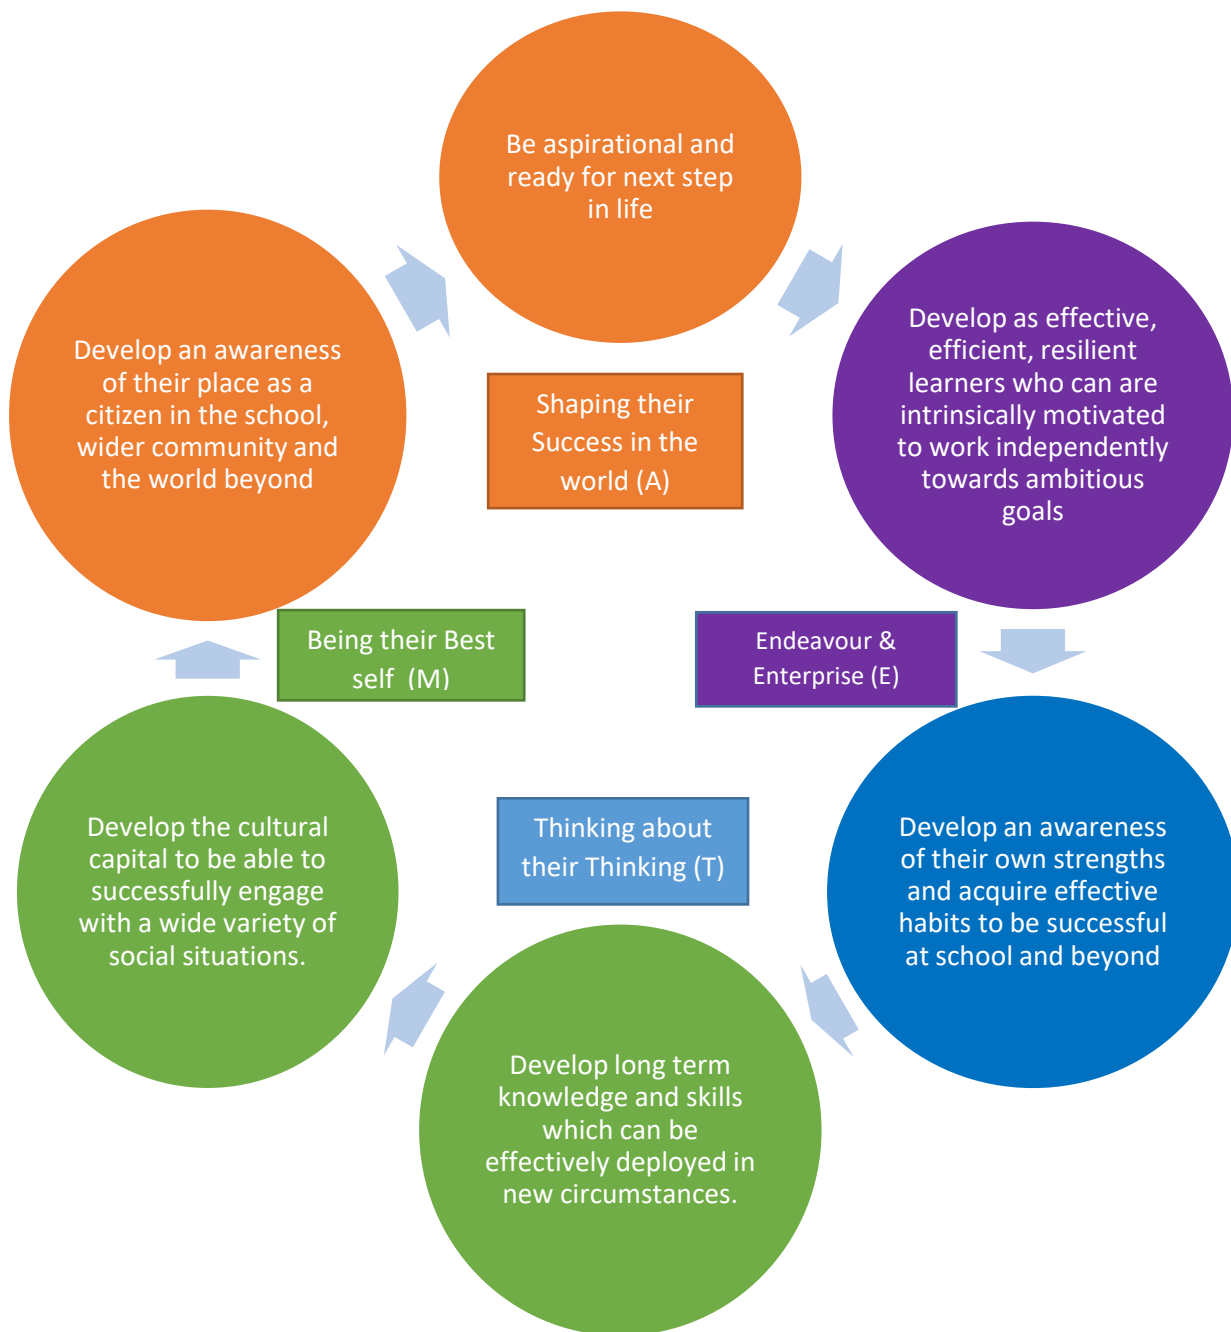 Be aspirational and
ready for next step
in life
Develop as effective,
efficient, resilient
learners who can are
intrinsically motivated
to work independently
towards ambitious
goals
Develop an awareness
of their own strengths
and acquire effective
habits to be successful
at school and beyond
Develop long term
knowledge and skills
which can be
effectively deployed in
new circumstances.
Develop the cultural
capital to be able to
successfully engage
with a wide variety of
social situations.
Develop an awareness
of their place as a
citizen in the school,
wider community and
the world beyond
Shaping their
Success in the
world (A)
Being their Best
self (M)
Endeavour &
Enterprise (E)
Thinking about
their Thinking (T)